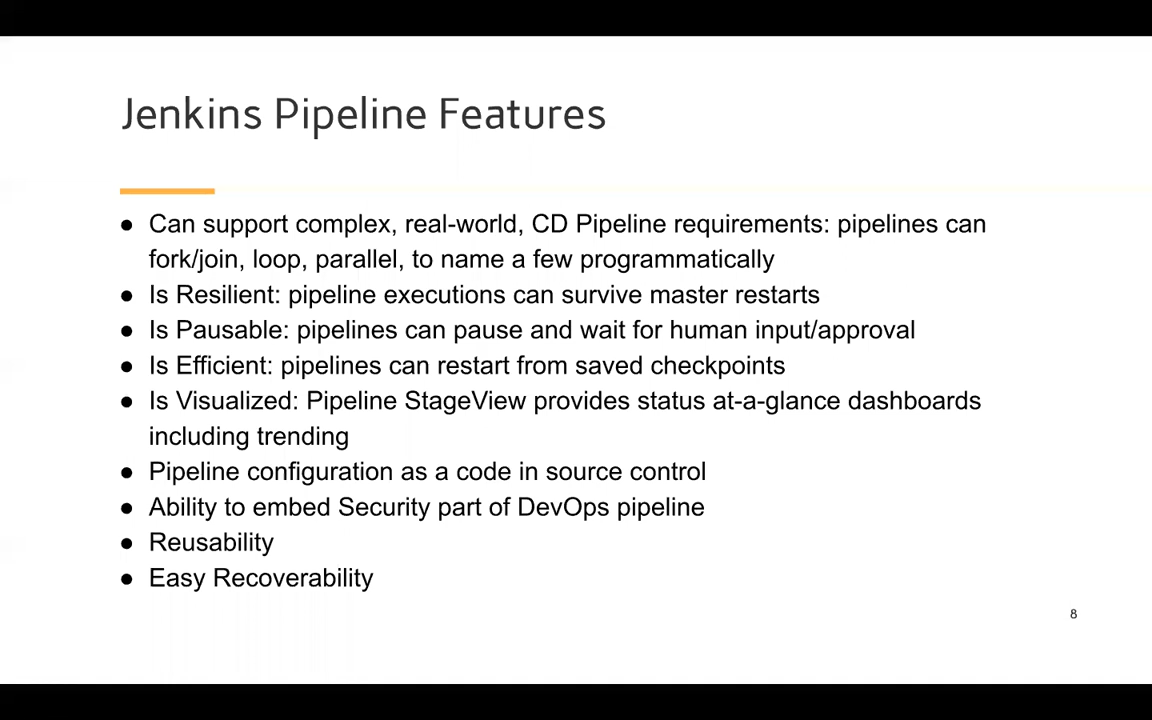 Jenkins Pipeline Features
● Can support complex, real-world, CD Pipeline requirements: pipelines can
fork/join, loop, parallel, to name a few programmatically
● Is Resilient: pipeline executions can survive master restarts
● Is Pausable: pipelines can pause and wait for human input/approval
● Is Efficient: pipelines can restart from saved checkpoints
● Is Visualized: Pipeline StageView provides status at-a-glance dashboards
including trending
● Pipeline configuration as a code in source control
● Ability to embed Security part of DevOps pipeline
● Reusability
● Easy Recoverability
8